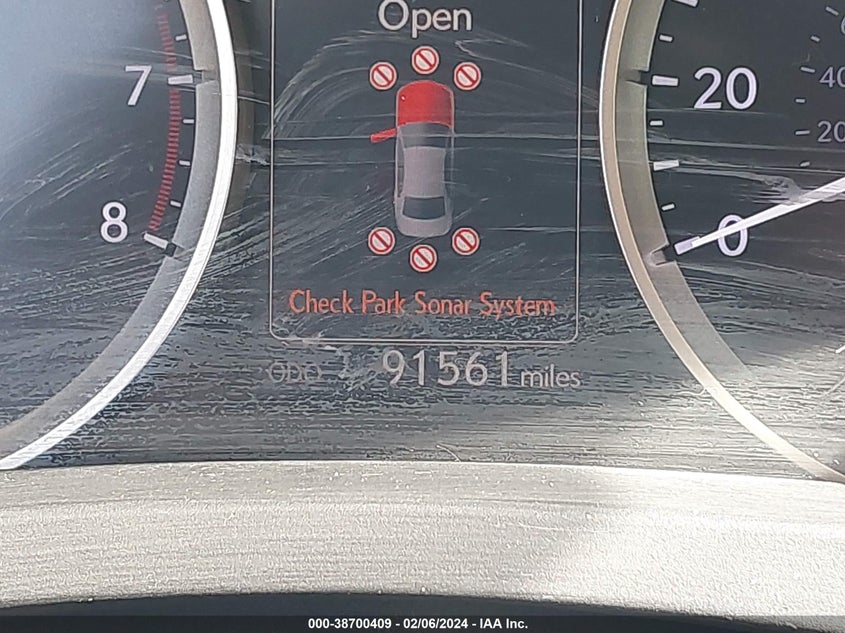 Open
7
8
20
0
40
20
Check Park Sonar System
ODO 91561 miles
000-38700409 - 02/06/2024 - IAA Inc.